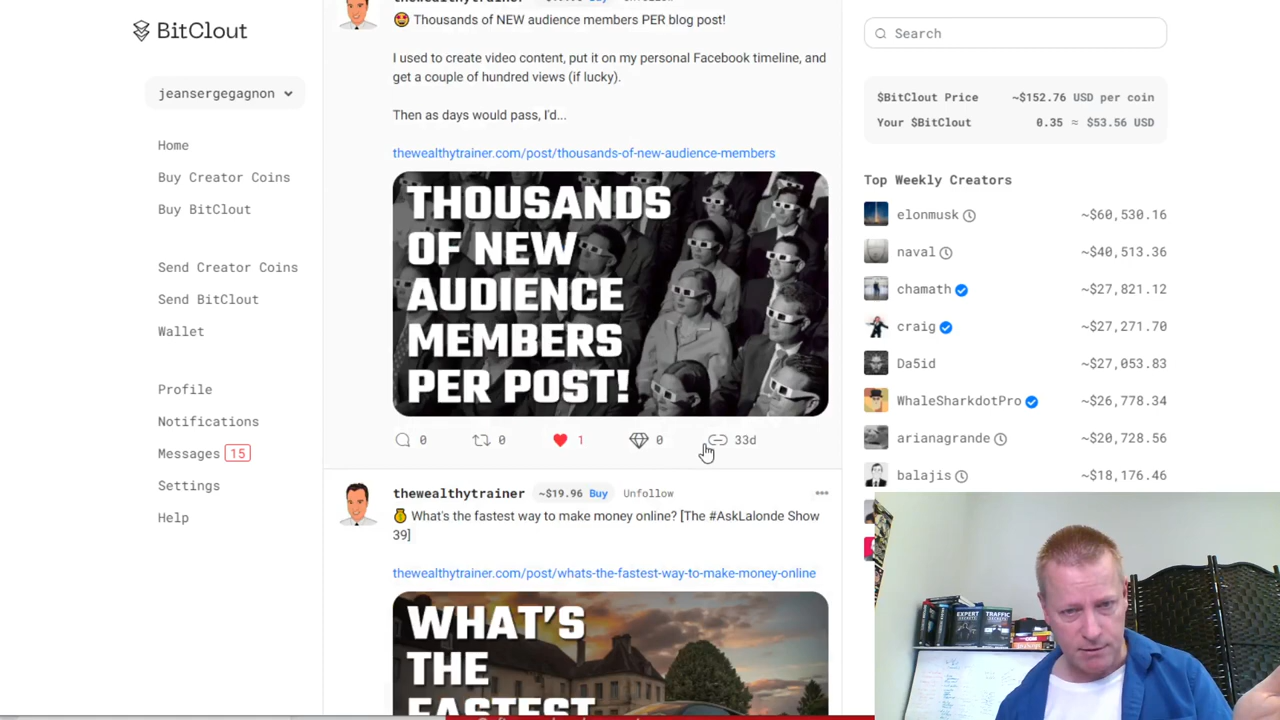 BitClout
jeansergegagnon
Home
Buy Creator Coins
Buy BitClout
Send Creator Coins
Send BitClout
Wallet
Profile
Notifications
Messages 15
Settings
Help
thewealthytrainer Buy Unfollow
🤩 Thousands of NEW audience members PER blog post!
I used to create video content, put it on my personal Facebook timeline, and
get a couple of hundred views (if lucky).
Then as days would pass, I'd...
thewealthytrainer.com/post/thousands-of-new-audience-members
THOUSANDS
OF NEW
AUDIENCE
MEMBERS
PER POST!
0 0 1 0 33d
thewealthytrainer ~$19.96 Buy Unfollow
💰 What's the fastest way to make money online? [The #AskLalonde Show
39]
thewealthytrainer.com/post/whats-the-fastest-way-to-make-money-online
WHAT'S
THE
FASTEST
Search
$BitClout Price ~$152.76 USD per coin
Your $BitClout 0.35 ≈ $53.56 USD
Top Weekly Creators
elonmusk ~$60,530.16
naval ~$40,513.36
chamath ~$27,821.12
craig ~$27,271.70
Da5id ~$27,053.83
WhaleSharkdotPro ~$26,778.34
arianagrande ~$20,728.56
balajis ~$18,176.46
EXPERT
SECRETS
TRAFFIC
SECRETS